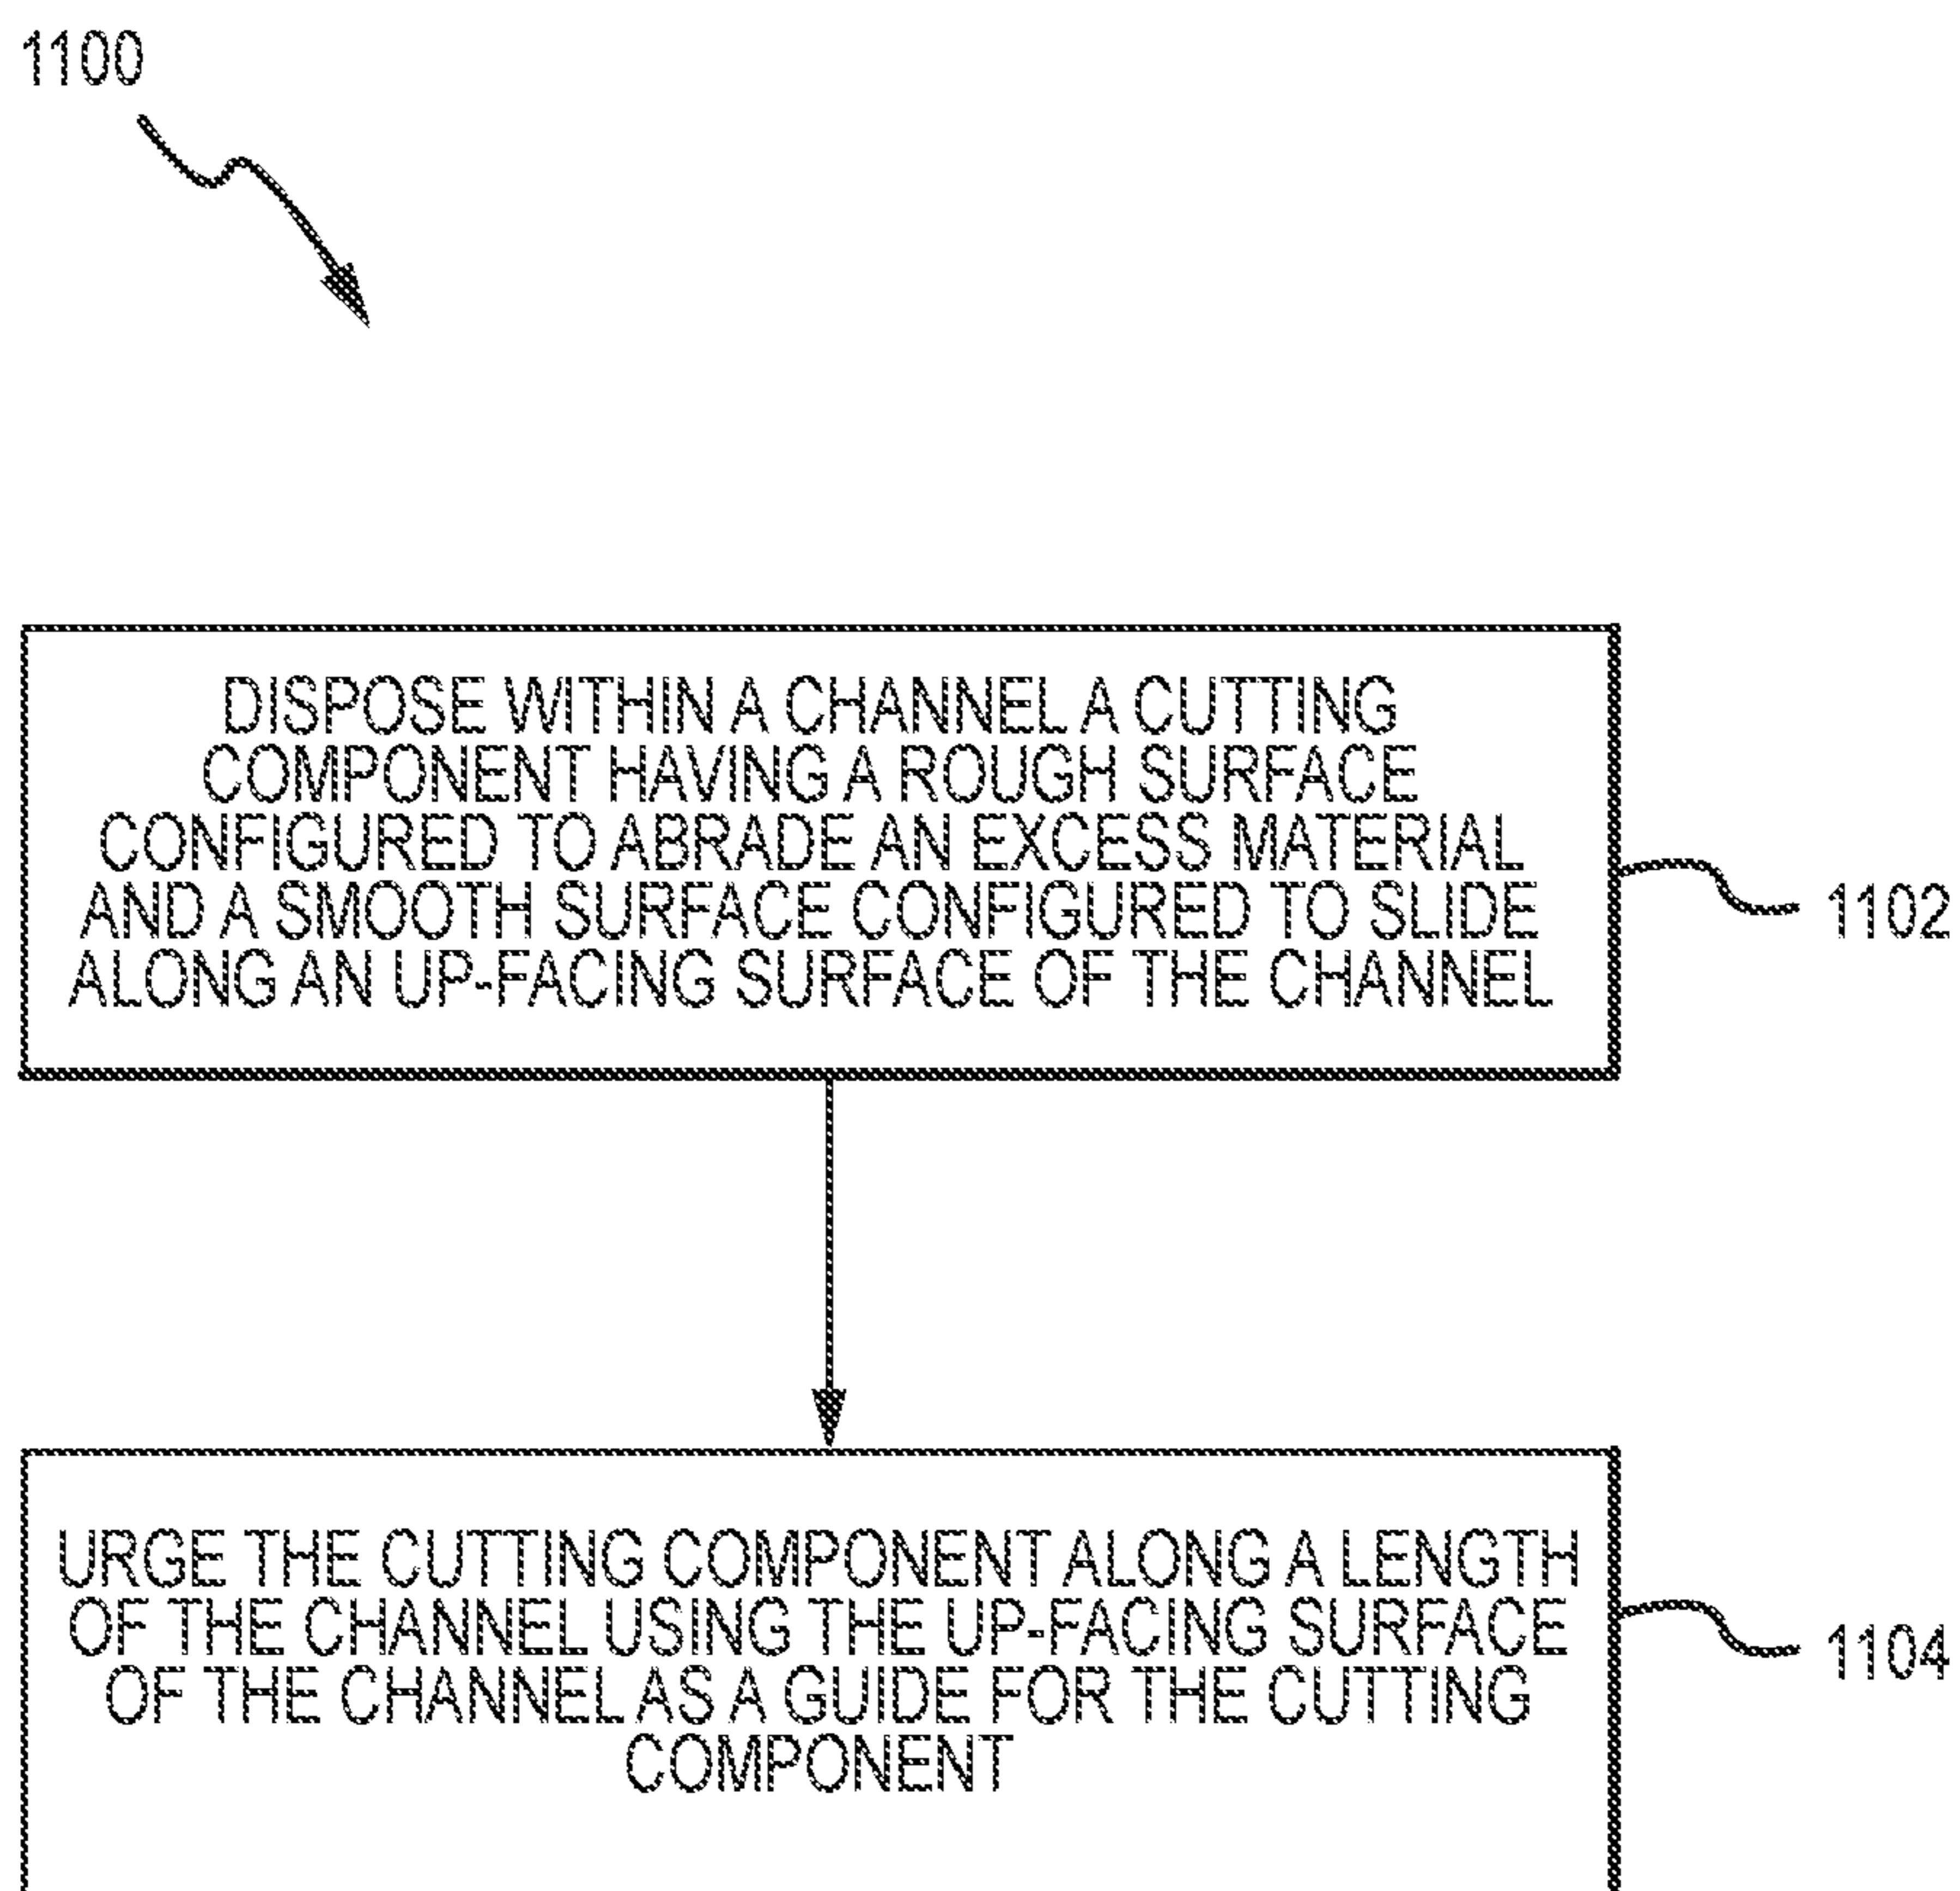 1100
DISPOSE WITHIN A CHANNEL A CUTTING
COMPONENT HAVING A ROUGH SURFACE
CONFIGURED TO ABRADE AN EXCESS MATERIAL
AND A SMOOTH SURFACE CONFIGURED TO SLIDE
ALONG AN UP-FACING SURFACE OF THE CHANNEL
1102
URGE THE CUTTING COMPONENT ALONG A LENGTH
OF THE CHANNEL USING THE UP-FACING SURFACE
OF THE CHANNEL AS A GUIDE FOR THE CUTTING
COMPONENT
1104